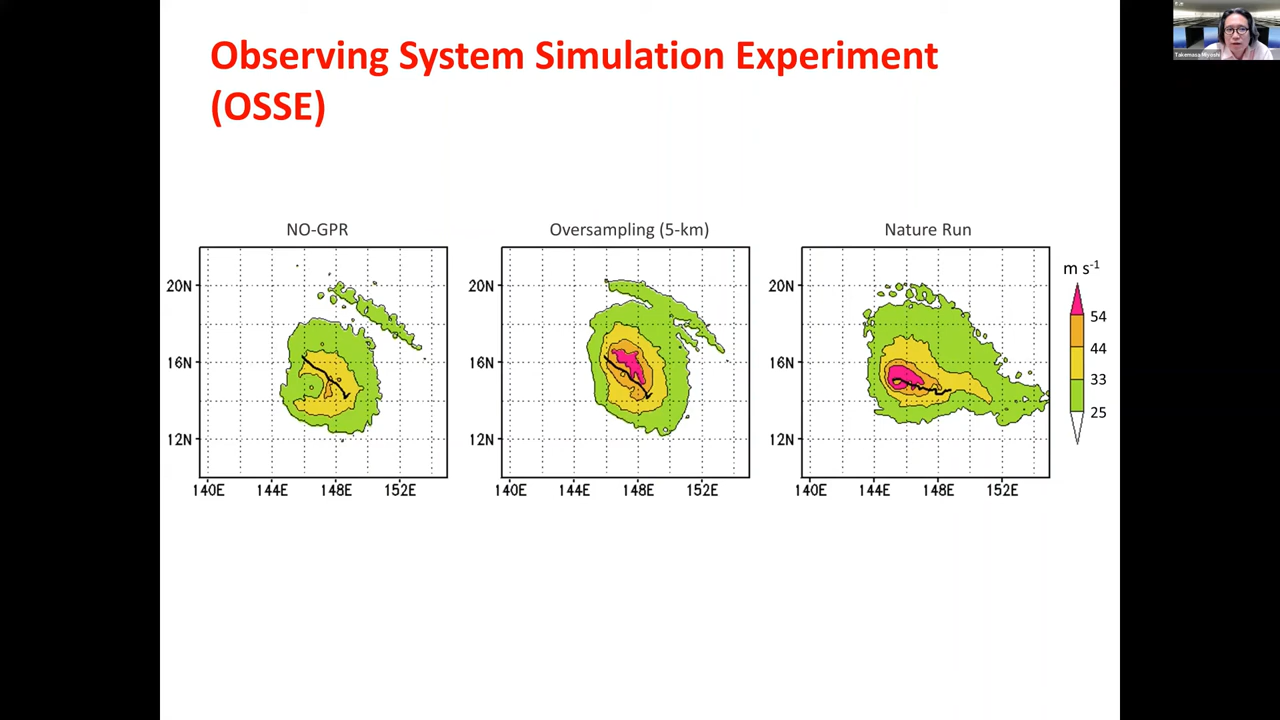 Observing System Simulation Experiment
(OSSE)
Takemasa Miyoshi
NO-GPR
Oversampling (5-km)
Nature Run
m s-1
20N
16N
12N
140E 144E 148E 152E
20N
16N
12N
140E 144E 148E 152E
20N
16N
12N
140E 144E 148E 152E
54
44
33
25